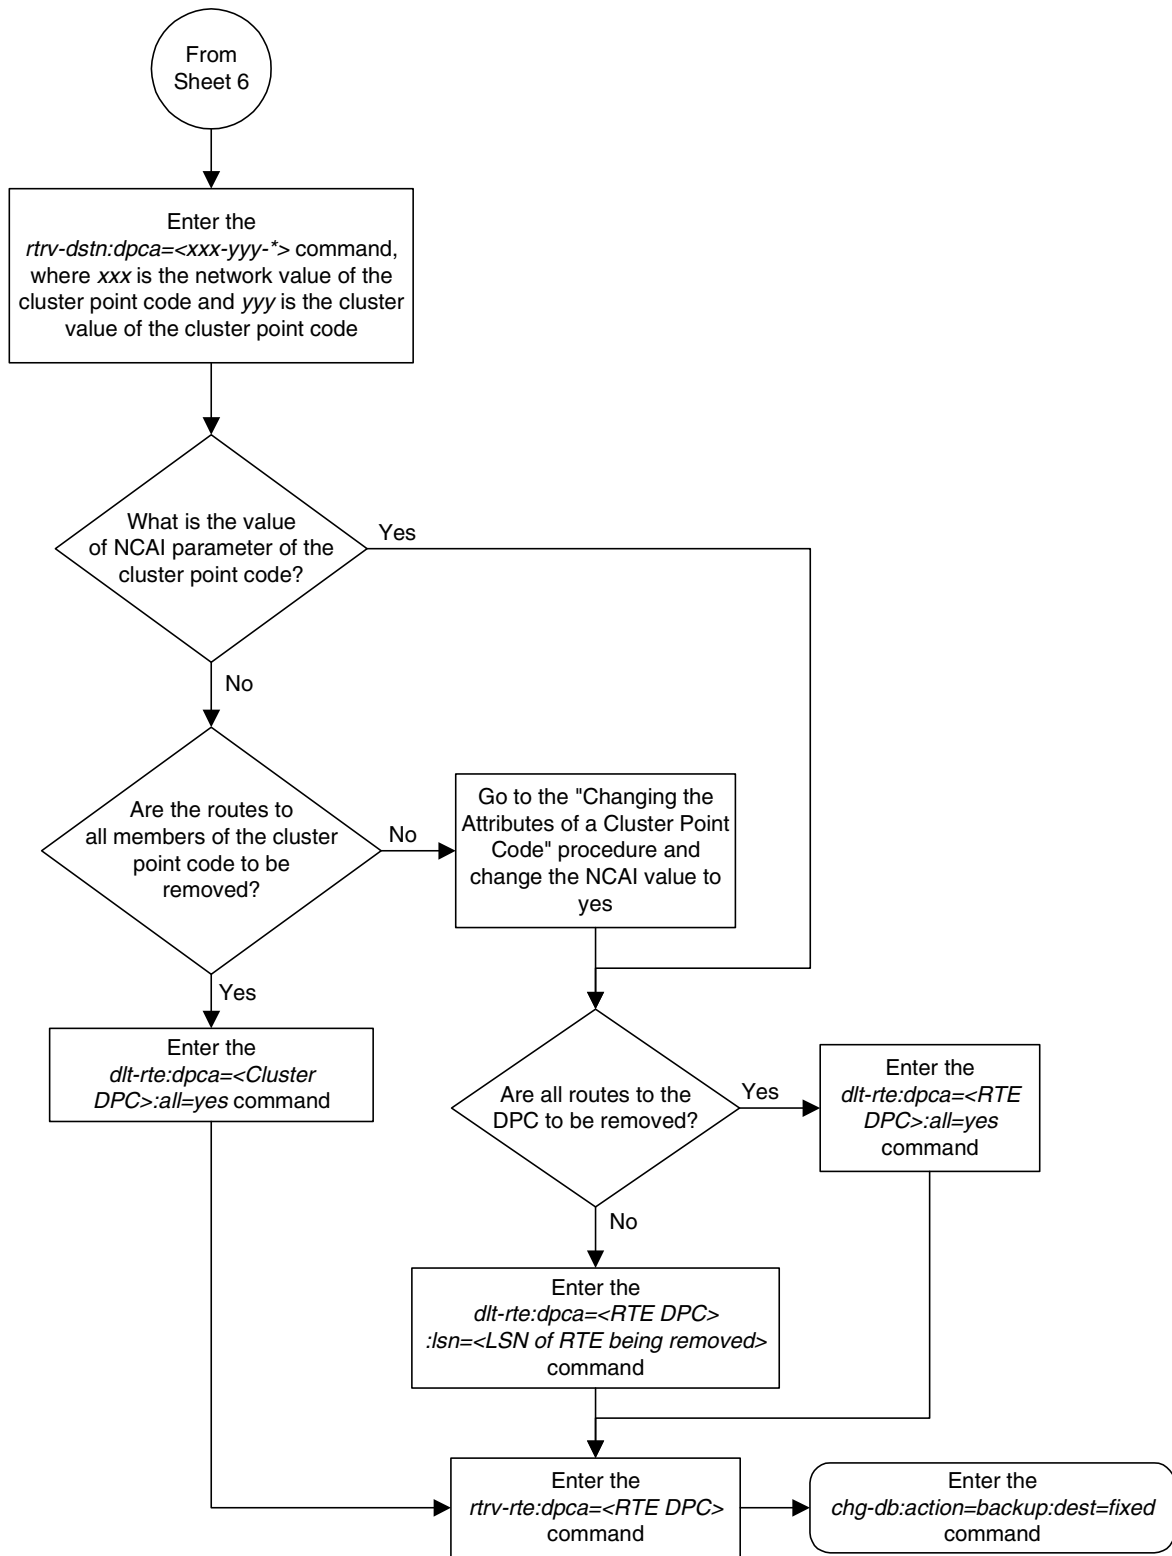 From
Sheet 6
Enter the
rtrv-dstn:dpca=<xxx-yyy-*> command,
where xxx is the network value of the
cluster point code and yyy is the cluster
value of the cluster point code
What is the value
of NCAI parameter of the
cluster point code?
Yes
No
Are the routes to
all members of the cluster
point code to be
removed?
No
Go to the "Changing the
Attributes of a Cluster Point
Code" procedure and
change the NCAI value to
yes
Yes
Enter the
dlt-rte:dpca=<Cluster
DPC>:all=yes command
Are all routes to the
DPC to be removed?
Yes
Enter the
dlt-rte:dpca=<RTE
DPC>:all=yes
command
No
Enter the
dlt-rte:dpca=<RTE DPC>
:lsn=<LSN of RTE being removed>
command
Enter the
rtrv-rte:dpca=<RTE DPC>
command
Enter the
chg-db:action=backup:dest=fixed
command